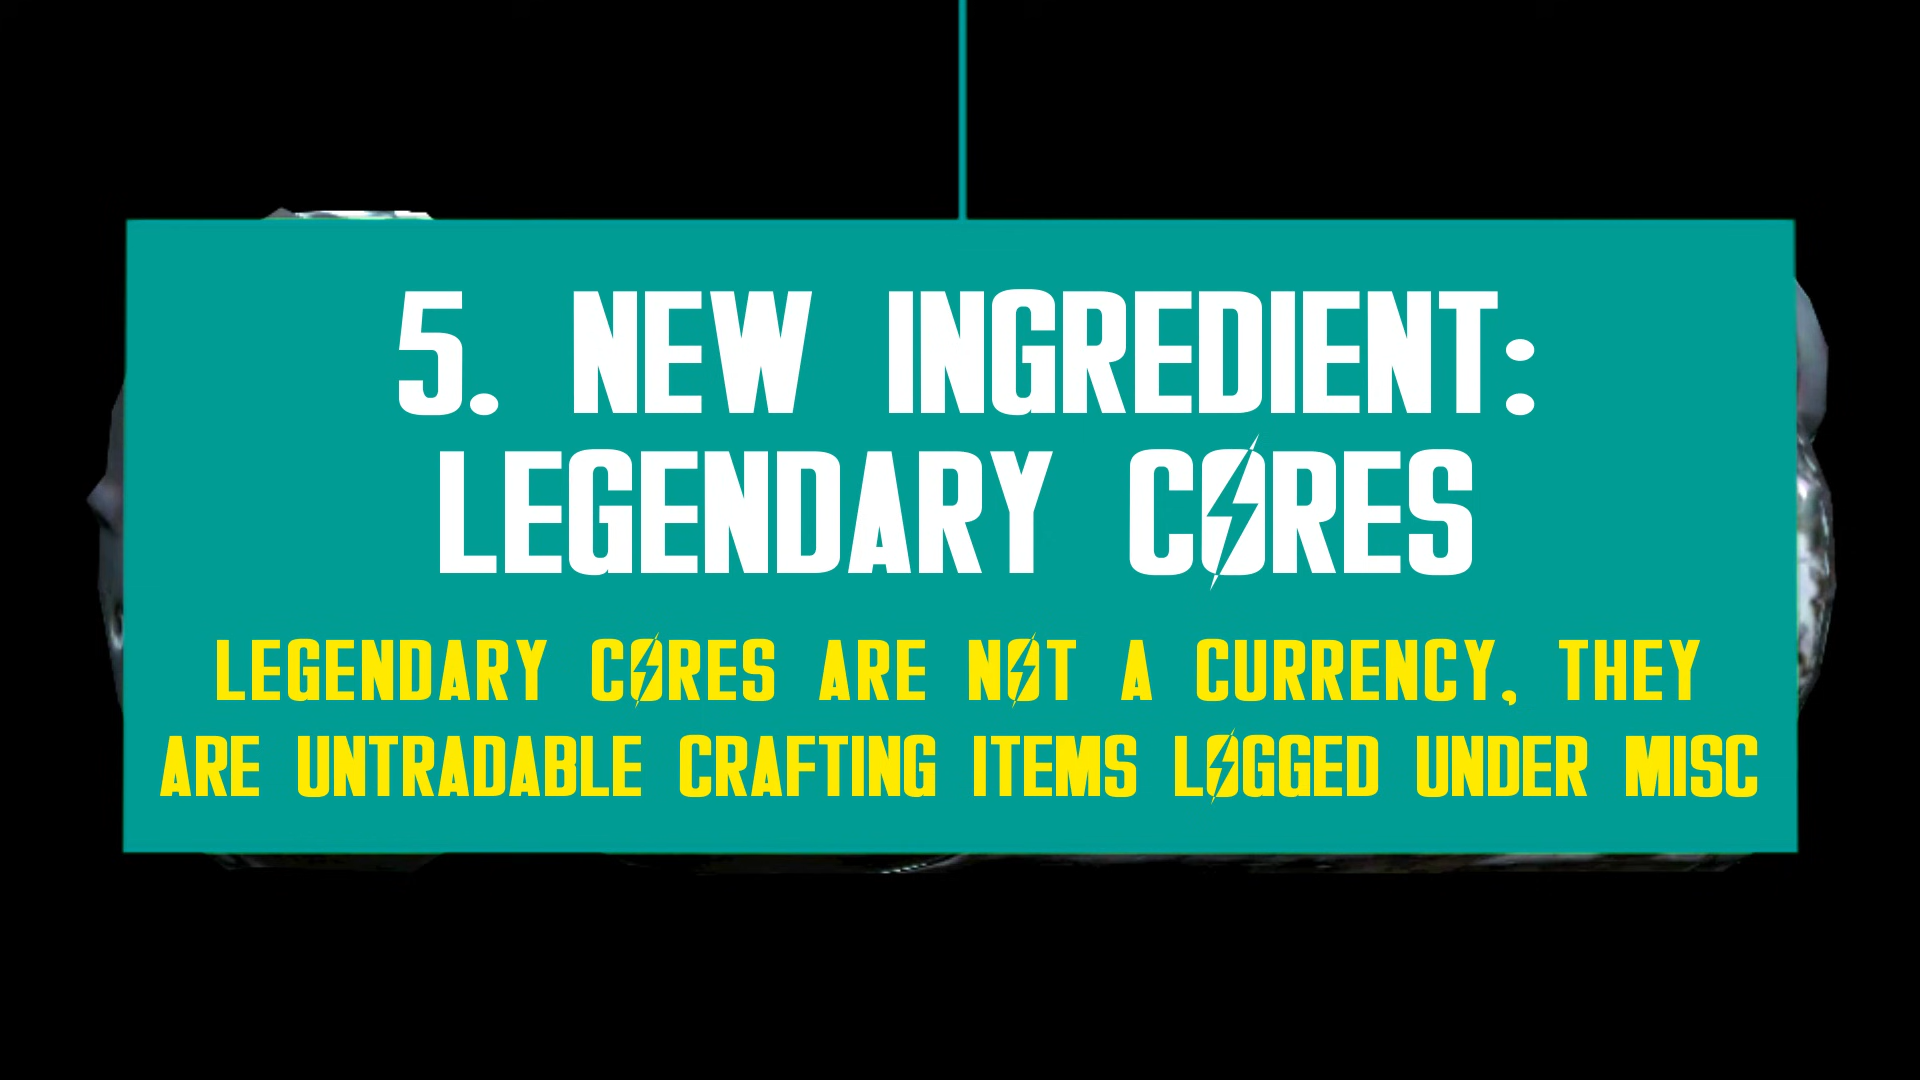 5. NEW INGREDIENT:
LEGENDARY CORES
LEGENDARY CORES ARE NOT A CURRENCY, THEY
ARE UNTRADABLE CRAFTING ITEMS LOGGED UNDER MISC